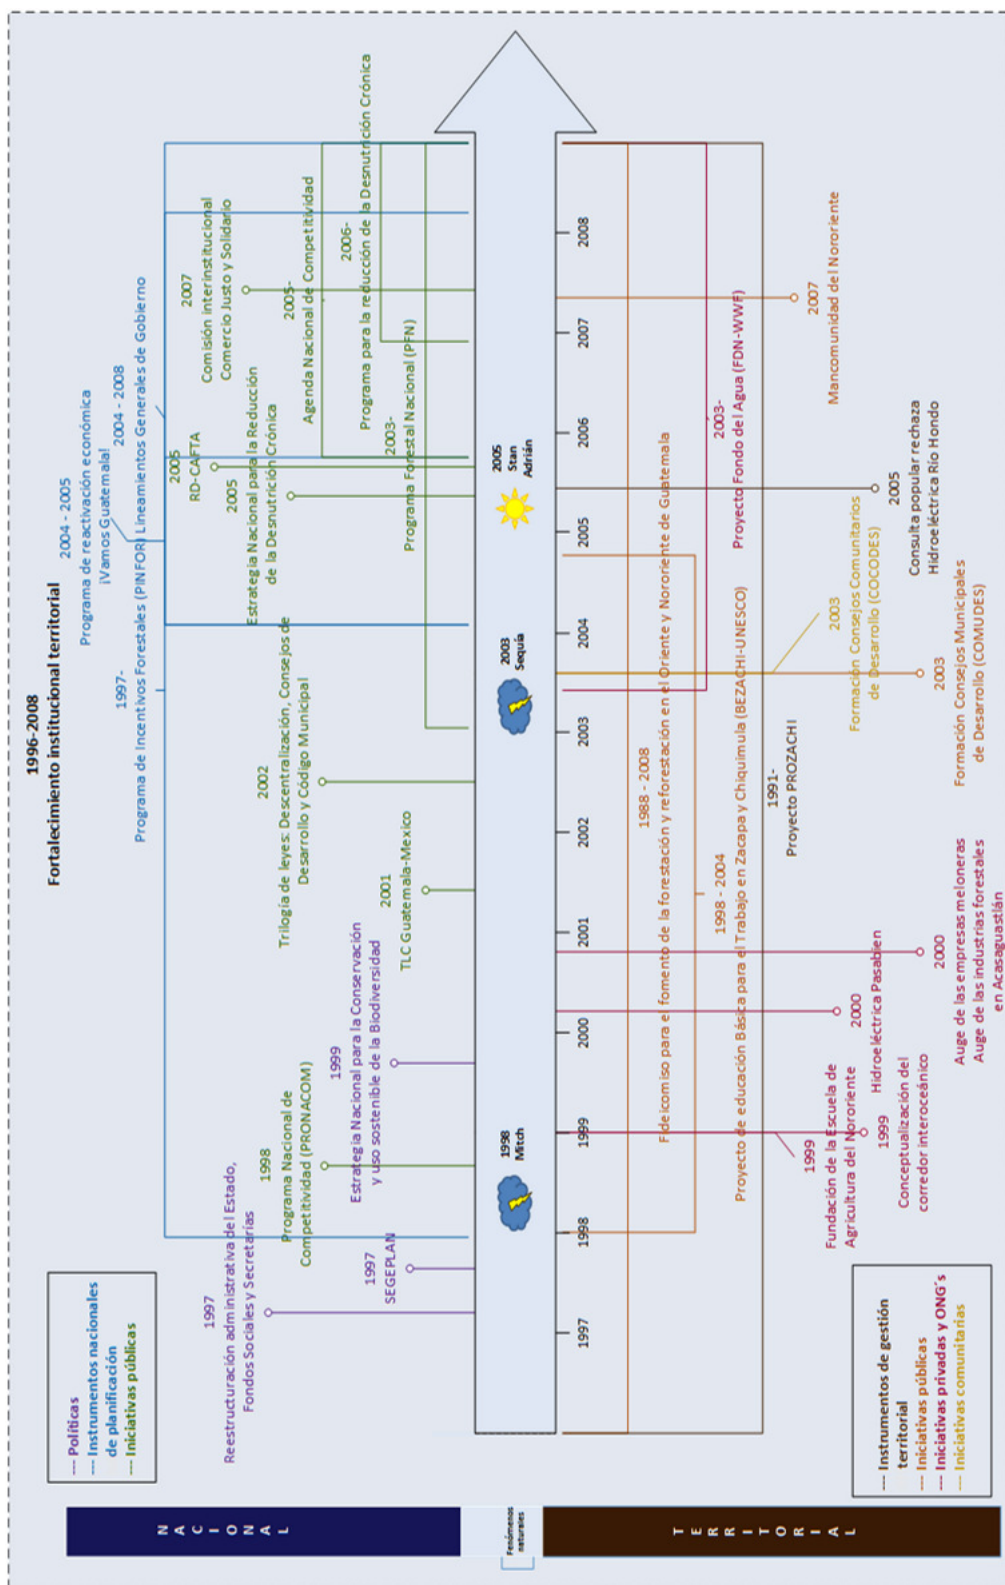 1996-2008
Fortalecimiento institucional territorial
NACIONAL
--- Políticas
--- Instrumentos nacionales
de planificación
--- Iniciativas públicas
1997
Reestructuración administrativa del Estado,
Fondos Sociales y Secretarías
1997
SEGEPLAN
1998
Programa Nacional de
Competitividad (PRONACOM)
1999
Estrategia Nacional para la Conservación
y uso sostenible de la Biodiversidad
2001
TLC Guatemala-Mexico
2002
Trilogía de leyes: Descentralización, Consejos de
Desarrollo y Código Municipal
1997-
Programa de Incentivos Forestales (PINFOR)
2004 - 2005
Programa de reactivación económica
¡Vamos Guatemala!
2004 - 2008
Lineamientos Generales de Gobierno
2005
RD-CAFTA
2005
Estrategia Nacional para la Reducción
de la Desnutrición Crónica
2007
Comisión interinstitucional
Comercio Justo y Solidario
2005-
Agenda Nacional de Competitividad
2006-
Programa para la reducción de la Desnutrición Crónica
2003-
Programa Forestal Nacional (PFN)
Fenómenos
naturales
1998
Mitch
2003
Sequía
2005
Stan
Adrián
1997
1998
1999
2000
2001
2002
2003
2004
2005
2006
2007
2008
TERRITORIAL
--- Instrumentos de gestión
territorial
--- Iniciativas públicas
--- Iniciativas privadas y ONG´s
--- Iniciativas comunitarias
1988 - 2008
Fideicomiso para el fomento de la forestación y reforestación en el Oriente y Nororiente de Guatemala
1998 - 2004
Proyecto de educación Básica para el Trabajo en Zacapa y Chiquimula (BEZACHI-UNESCO)
1991-
Proyecto PROZACHI
2003-
Proyecto Fondo del Agua (FDN-WWF)
1999
Fundación de la Escuela de
Agricultura del Nororiente
1999
Conceptualización del
corredor interoceánico
2000
Hidroeléctrica Pasabien
2000
Auge de las empresas meloneras
Auge de las industrias forestales
en Acasaguastlán
2003
Formación Consejos Comunitarios
de Desarrollo (COCODES)
2003
Formación Consejos Municipales
de Desarrollo (COMUDES)
2005
Consulta popular rechaza
Hidroeléctrica Río Hondo
2007
Mancomunidad del Nororiente